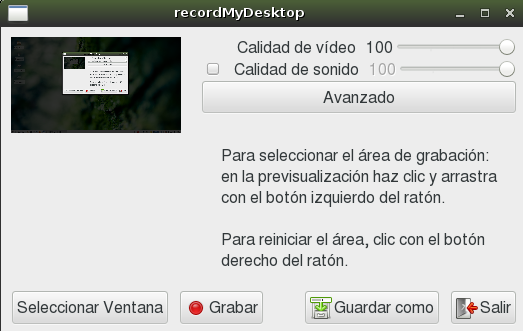 recordMyDesktop
Calidad de vídeo 100
Calidad de sonido 100
Avanzado
Para seleccionar el área de grabación:
en la previsualización haz clic y arrastra
con el botón izquierdo del ratón.
Para reiniciar el área, clic con el botón
derecho del ratón.
Seleccionar Ventana Grabar Guardar como Salir